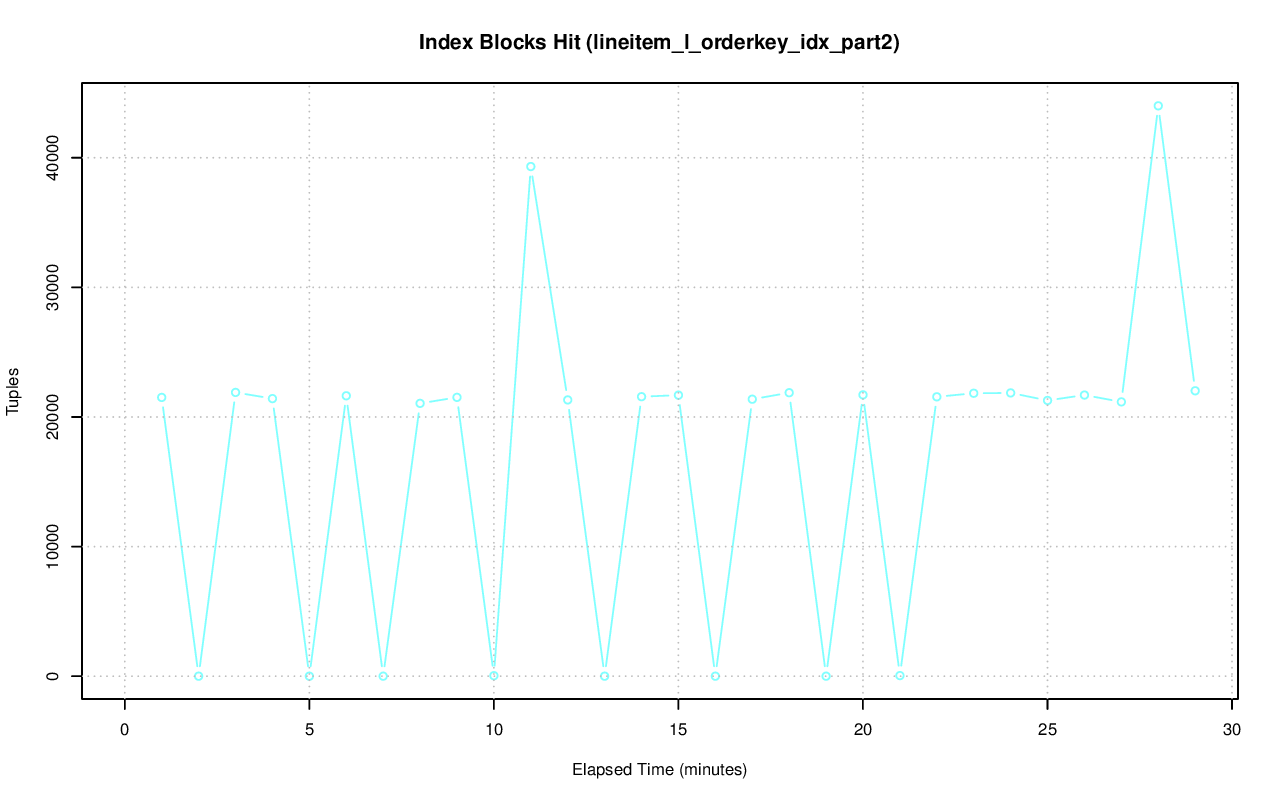 Index Blocks Hit (lineitem_l_orderkey_idx_part2)
Tuples
40000
30000
20000
10000
0
0 5 10 15 20 25 30
Elapsed Time (minutes)